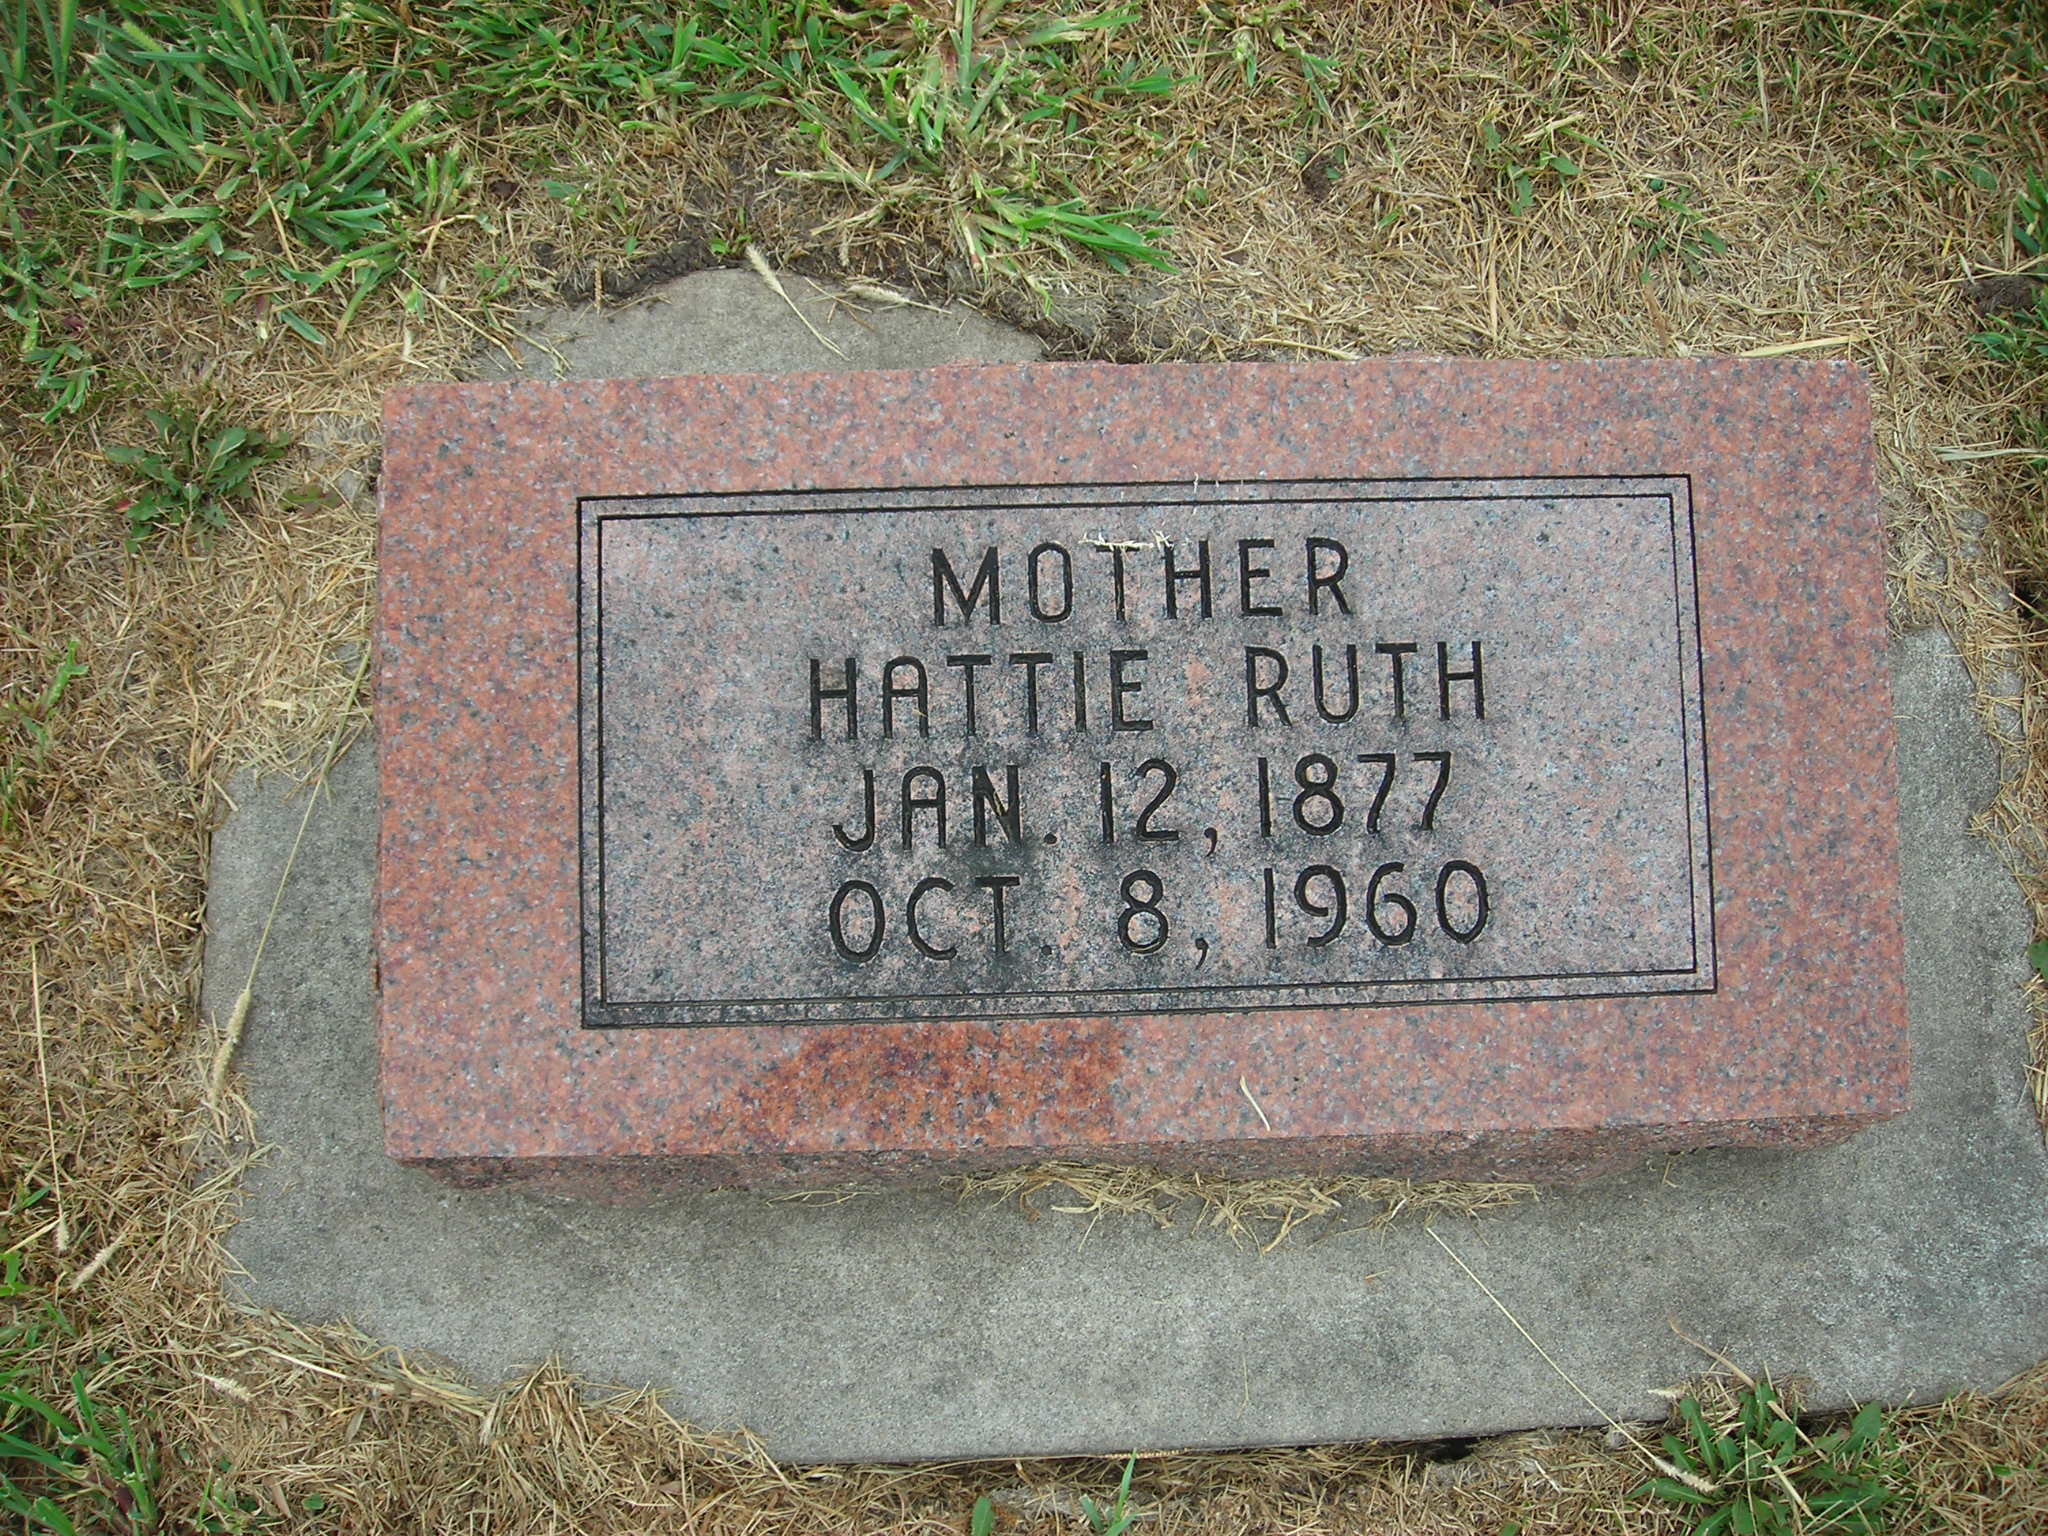 MOTHER
HATTIE RUTH
JAN. 12, 1877
OCT. 8, 1960